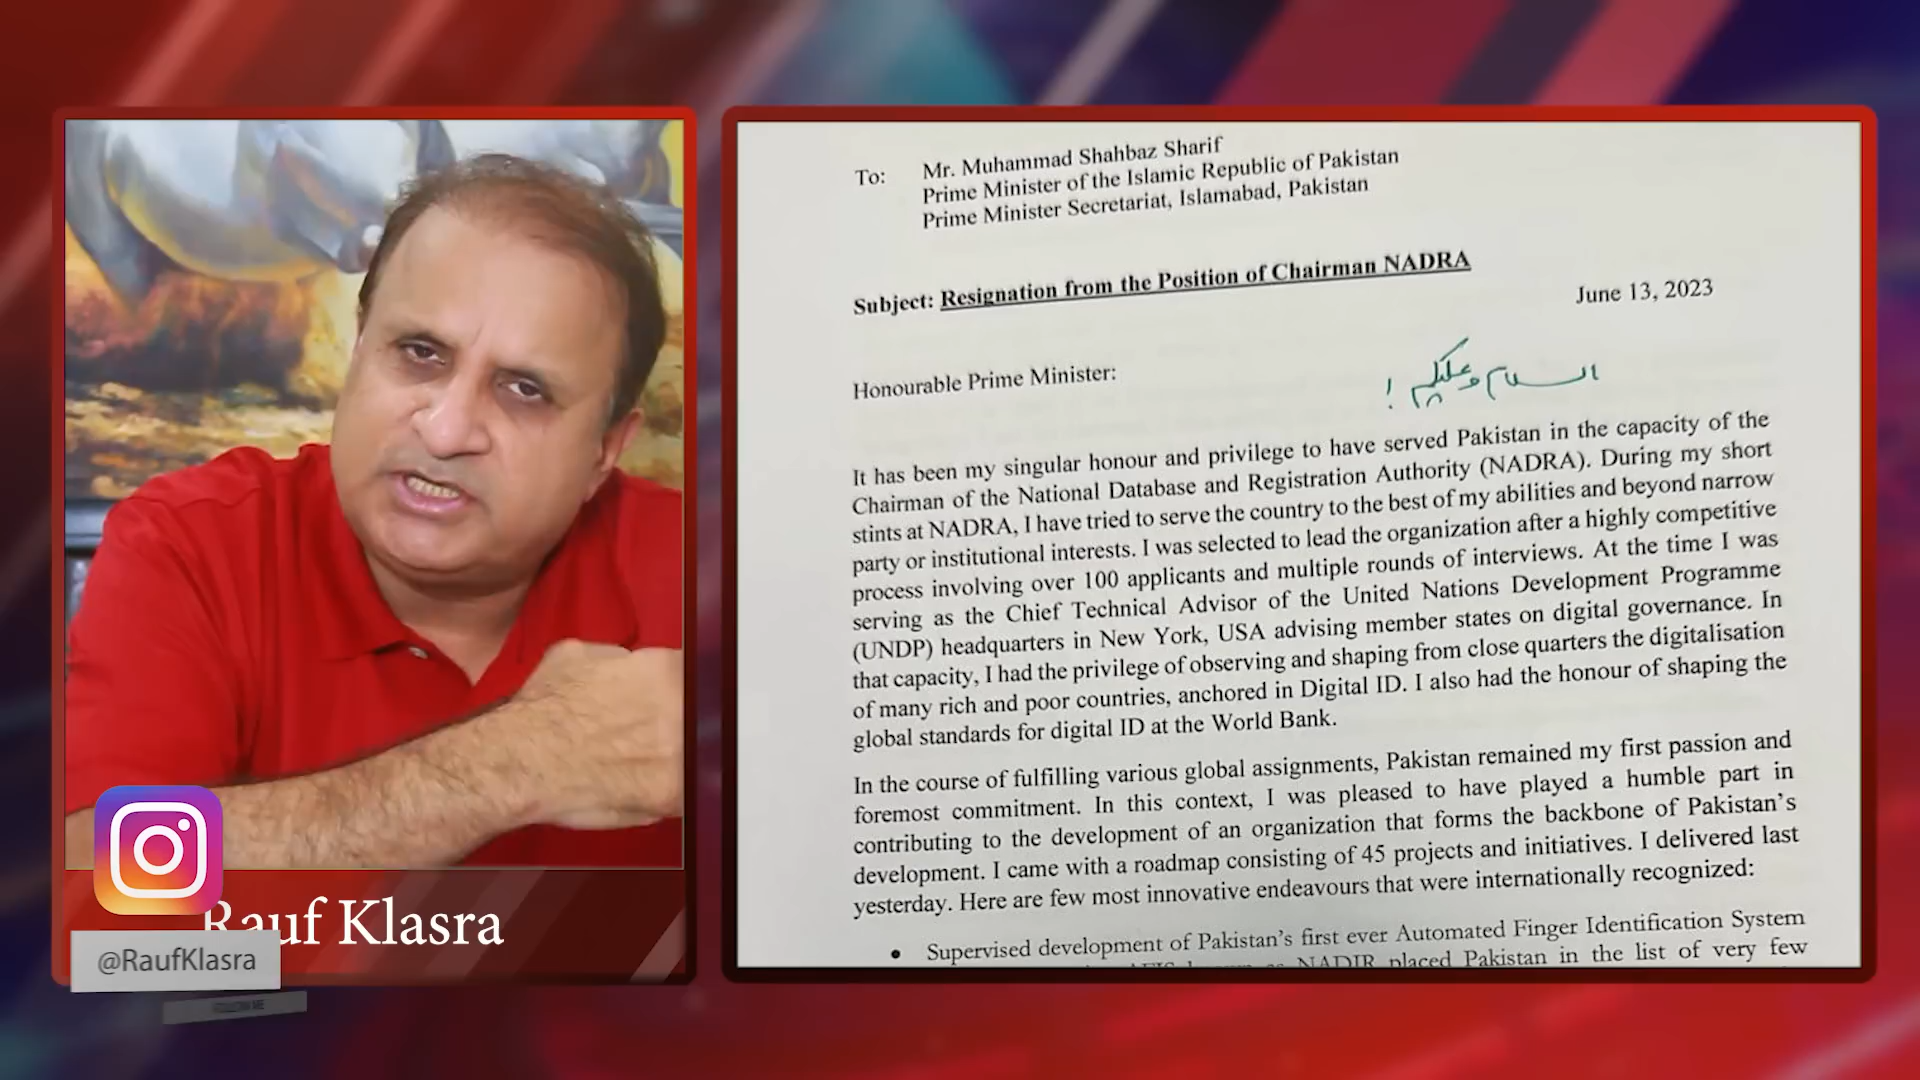 To: Mr. Muhammad Shahbaz Sharif
Prime Minister of the Islamic Republic of Pakistan
Prime Minister Secretariat, Islamabad, Pakistan
Subject: Resignation from the Position of Chairman NADRA
June 13, 2023
Honourable Prime Minister:
السلام وعليكم !
It has been my singular honour and privilege to have served Pakistan in the capacity of the
Chairman of the National Database and Registration Authority (NADRA). During my short
stints at NADRA, I have tried to serve the country to the best of my abilities and beyond narrow
party or institutional interests. I was selected to lead the organization after a highly competitive
process involving over 100 applicants and multiple rounds of interviews. At the time I was
serving as the Chief Technical Advisor of the United Nations Development Programme
(UNDP) headquarters in New York, USA advising member states on digital governance. In
that capacity, I had the privilege of observing and shaping from close quarters the digitalisation
of many rich and poor countries, anchored in Digital ID. I also had the honour of shaping the
global standards for digital ID at the World Bank.
In the course of fulfilling various global assignments, Pakistan remained my first passion and
foremost commitment. In this context, I was pleased to have played a humble part in
contributing to the development of an organization that forms the backbone of Pakistan's
development. I came with a roadmap consisting of 45 projects and initiatives. I delivered last
yesterday. Here are few most innovative endeavours that were internationally recognized:
• Supervised development of Pakistan's first ever Automated Finger Identification System
NADIR placed Pakistan in the list of very few
Rauf Klasra
@RaufKlasra
FOLLOW ME